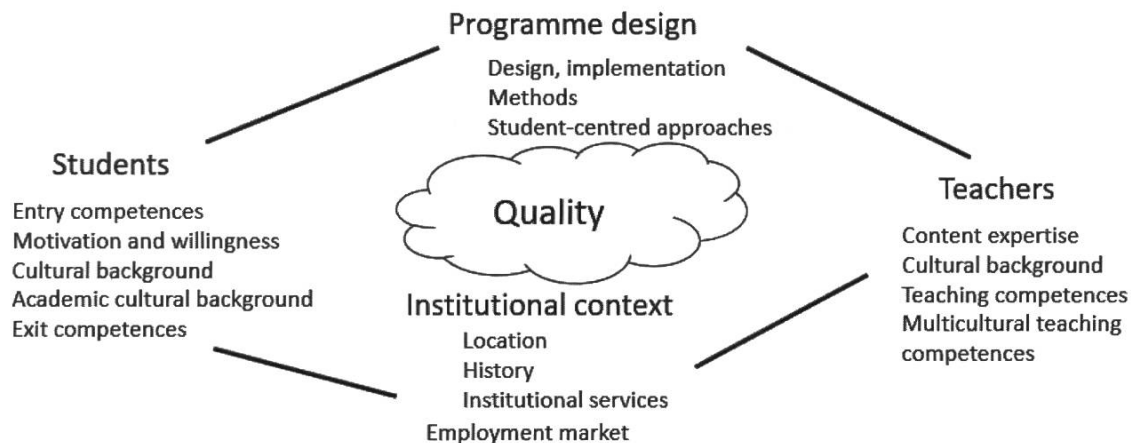 Programme design
Design, implementation
Methods
Student-centred approaches
Students
Entry competences
Motivation and willingness
Cultural background
Academic cultural background
Exit competences
Quality
Teachers
Content expertise
Cultural background
Teaching competences
Multicultural teaching
competences
Institutional context
Location
History
Institutional services
Employment market